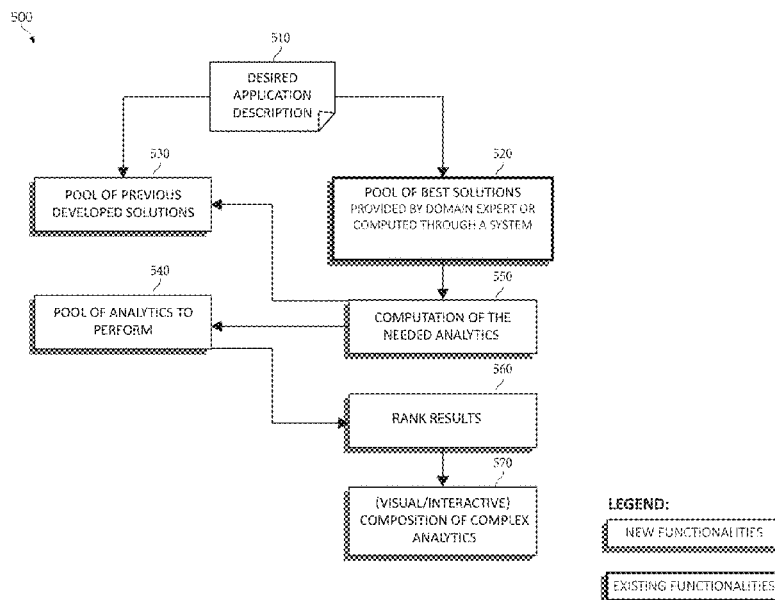 500
510
DESIRED
APPLICATION
DESCRIPTION
530
POOL OF PREVIOUS
DEVELOPED SOLUTIONS
520
POOL OF BEST SOLUTIONS
PROVIDED BY DOMAIN EXPERT OR
COMPUTED THROUGH A SYSTEM
540
POOL OF ANALYTICS TO
PERFORM
550
COMPUTATION OF THE
NEEDED ANALYTICS
560
RANK RESULTS
570
(VISUAL/INTERACTIVE)
COMPOSITION OF COMPLEX
ANALYTICS
LEGEND:
NEW FUNCTIONALITIES
EXISTING FUNCTIONALITIES